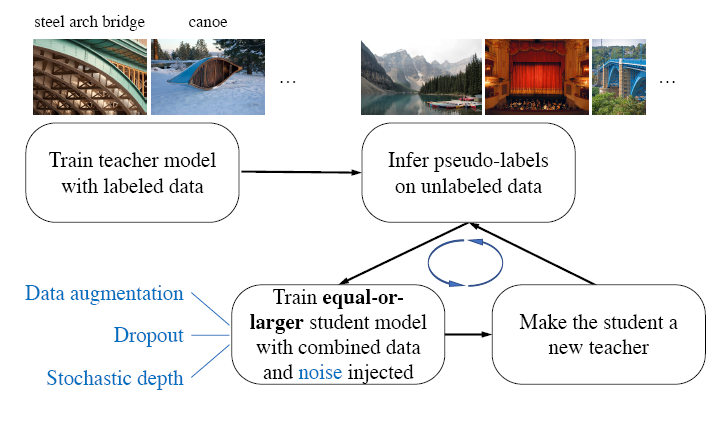 steel arch bridge
canoe
...
...
Train teacher model
with labeled data
Infer pseudo-labels
on unlabeled data
Data augmentation
Dropout
Stochastic depth
Train equal-or-
larger student model
with combined data
and noise injected
Make the student a
new teacher